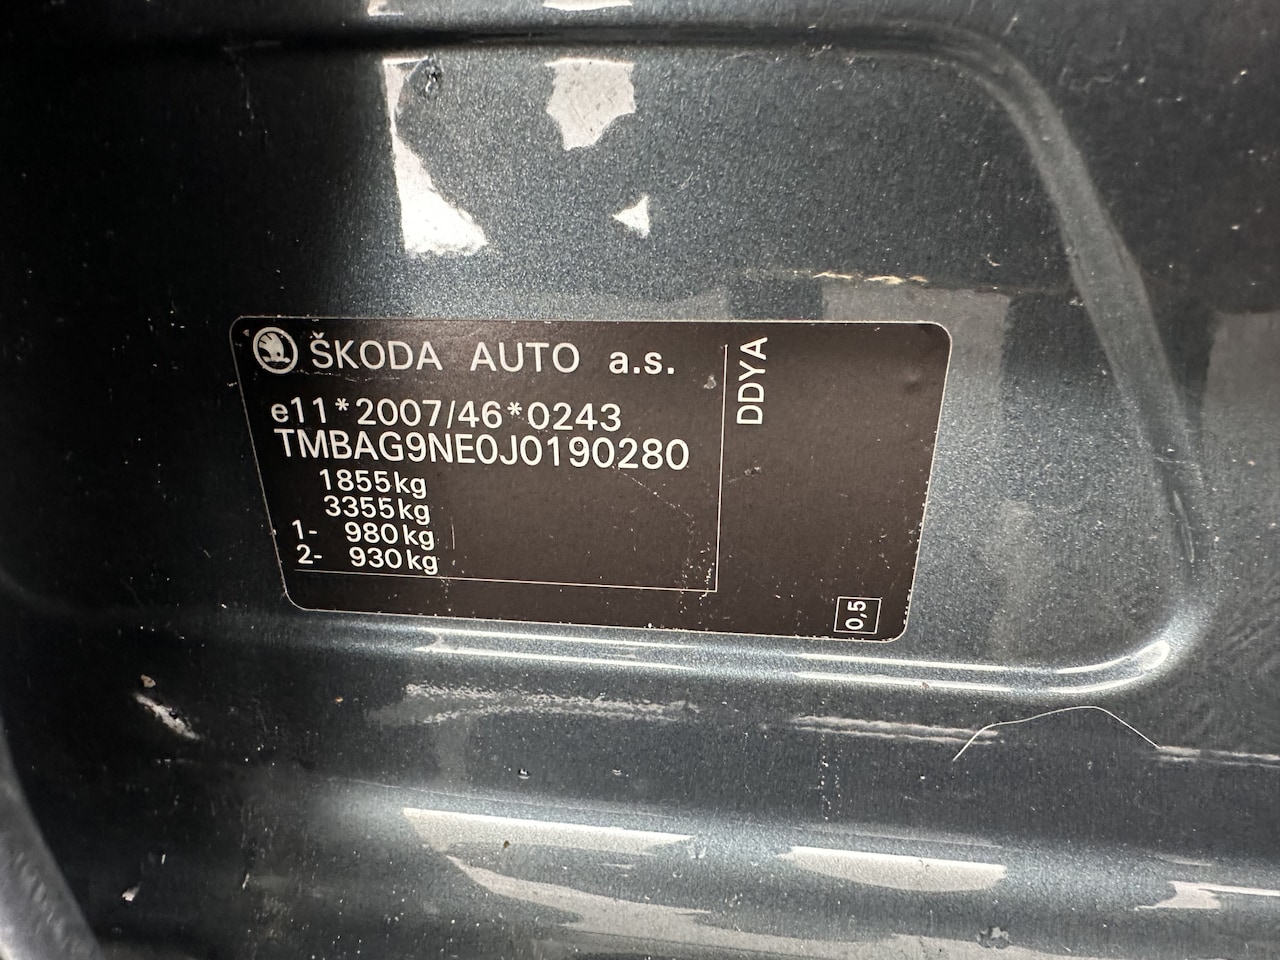 ŠKODA AUTO a.s.
e11*2007/46*0243
TMBAG9NE0J0190280
1855kg
3355kg
1- 980kg
2- 930kg
DDYA
0,5